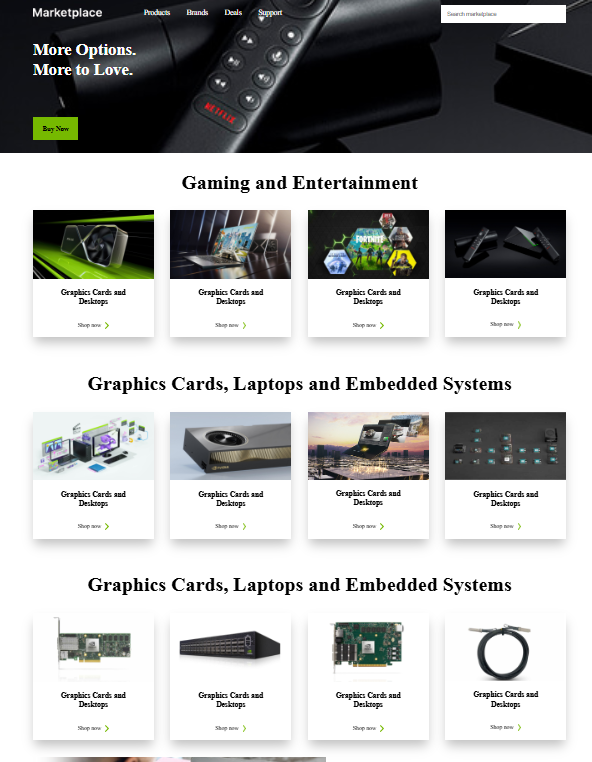 Marketplace
Products
Brands
Deals
Support
Search marketplace
More Options.
More to Love.
NETFLIX
Buy Now
Gaming and Entertainment
FORTNITE
Graphics Cards and
Desktops
Shop now
Graphics Cards and
Desktops
Shop now
Graphics Cards and
Desktops
Shop now
Graphics Cards and
Desktops
Shop now
Graphics Cards, Laptops and Embedded Systems
Graphics Cards and
Desktops
Shop now
Graphics Cards and
Desktops
Shop now
Graphics Cards and
Desktops
Shop now
Graphics Cards and
Desktops
Shop now
Graphics Cards, Laptops and Embedded Systems
Graphics Cards and
Desktops
Shop now
Graphics Cards and
Desktops
Shop now
Graphics Cards and
Desktops
Shop now
Graphics Cards and
Desktops
Shop now